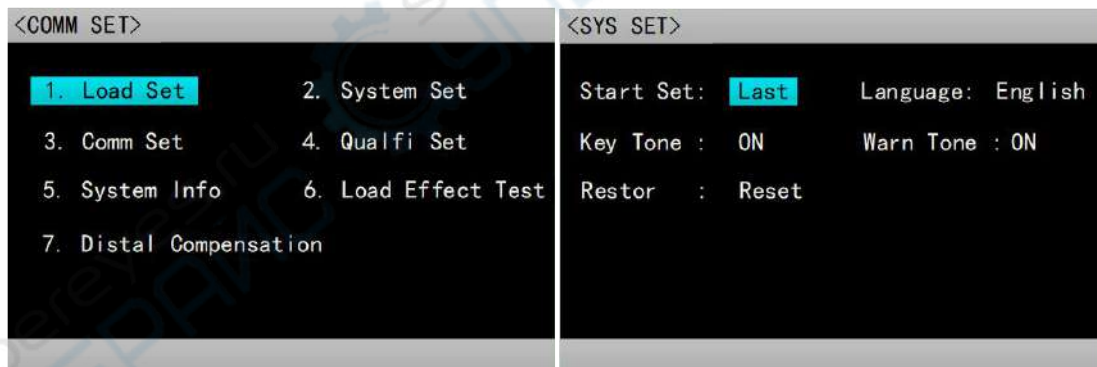 <COMM SET>
1. Load Set 2. System Set
3. Comm Set 4. Qualfi Set
5. System Info 6. Load Effect Test
7. Distal Compensation
<SYS SET>
Start Set: Last Language: English
Key Tone : ON Warn Tone : ON
Restor : Reset